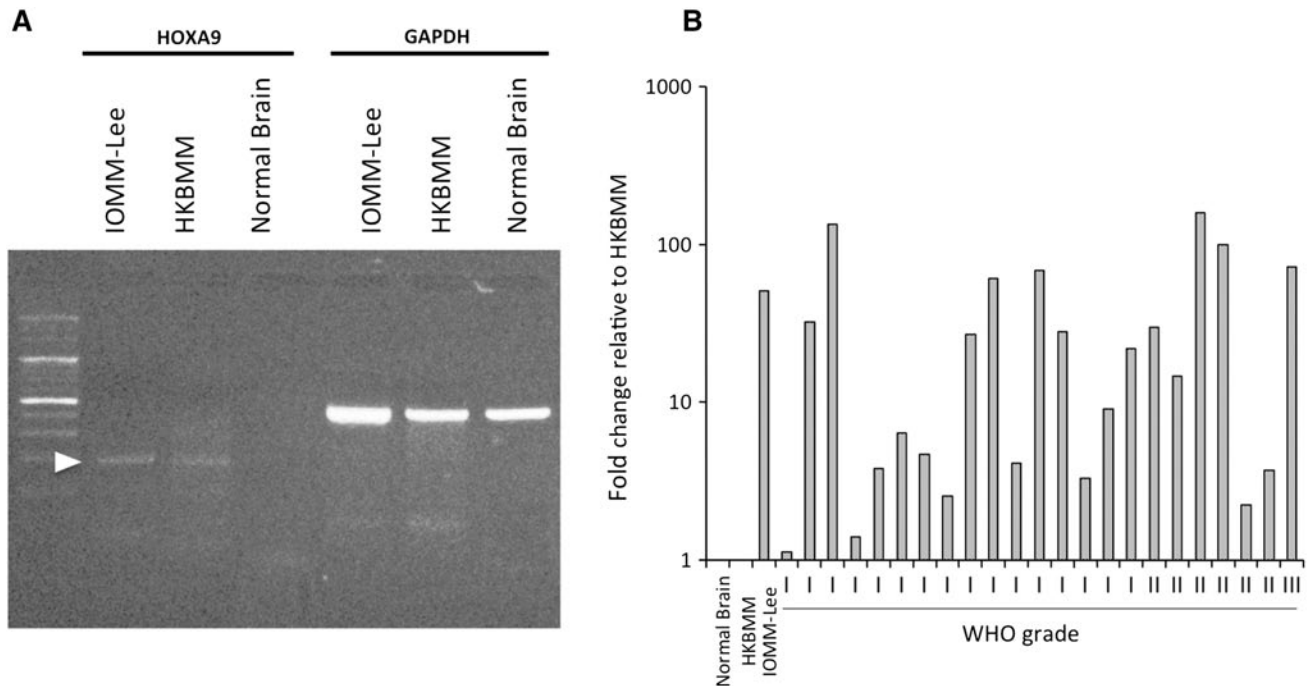 A
HOXA9
GAPDH
IOMM-Lee
HKBMM
Normal Brain
IOMM-Lee
HKBMM
Normal Brain
B
Fold change relative to HKBMM
1000
100
10
1
Normal Brain
HKBMM
IOMM-Lee
I I I I I I I I I I I I I I I I II II II II II II III
WHO grade